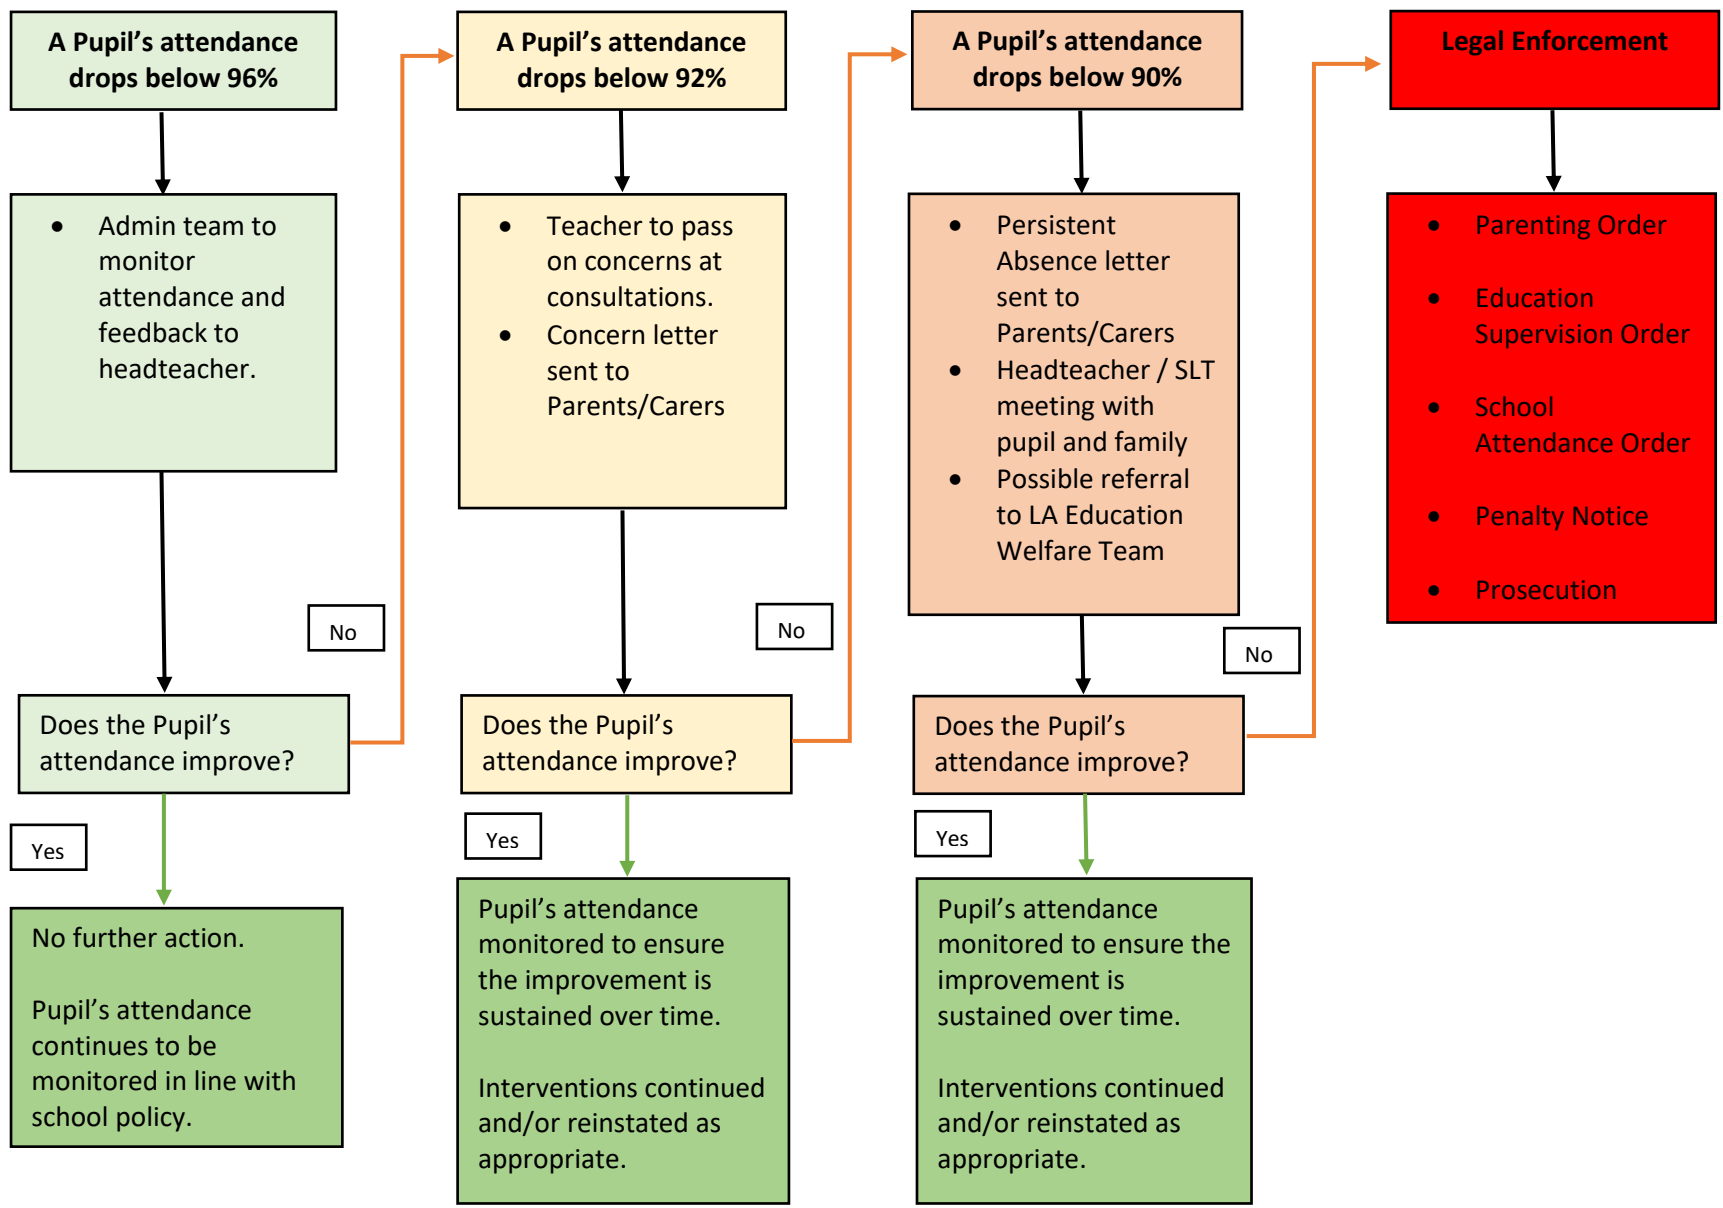 A Pupil’s attendance
drops below 96%
• Admin team to
monitor
attendance and
feedback to
headteacher.
No
Does the Pupil’s
attendance improve?
Yes
No further action.
Pupil’s attendance
continues to be
monitored in line with
school policy.
A Pupil’s attendance
drops below 92%
• Teacher to pass
on concerns at
consultations.
• Concern letter
sent to
Parents/Carers
No
Does the Pupil’s
attendance improve?
Yes
Pupil’s attendance
monitored to ensure
the improvement is
sustained over time.
Interventions continued
and/or reinstated as
appropriate.
A Pupil’s attendance
drops below 90%
• Persistent
Absence letter
sent to
Parents/Carers
• Headteacher / SLT
meeting with
pupil and family
• Possible referral
to LA Education
Welfare Team
No
Does the Pupil’s
attendance improve?
Yes
Pupil’s attendance
monitored to ensure the
improvement is
sustained over time.
Interventions continued
and/or reinstated as
appropriate.
Legal Enforcement
• Parenting Order
• Education
Supervision Order
• School
Attendance Order
• Penalty Notice
• Prosecution